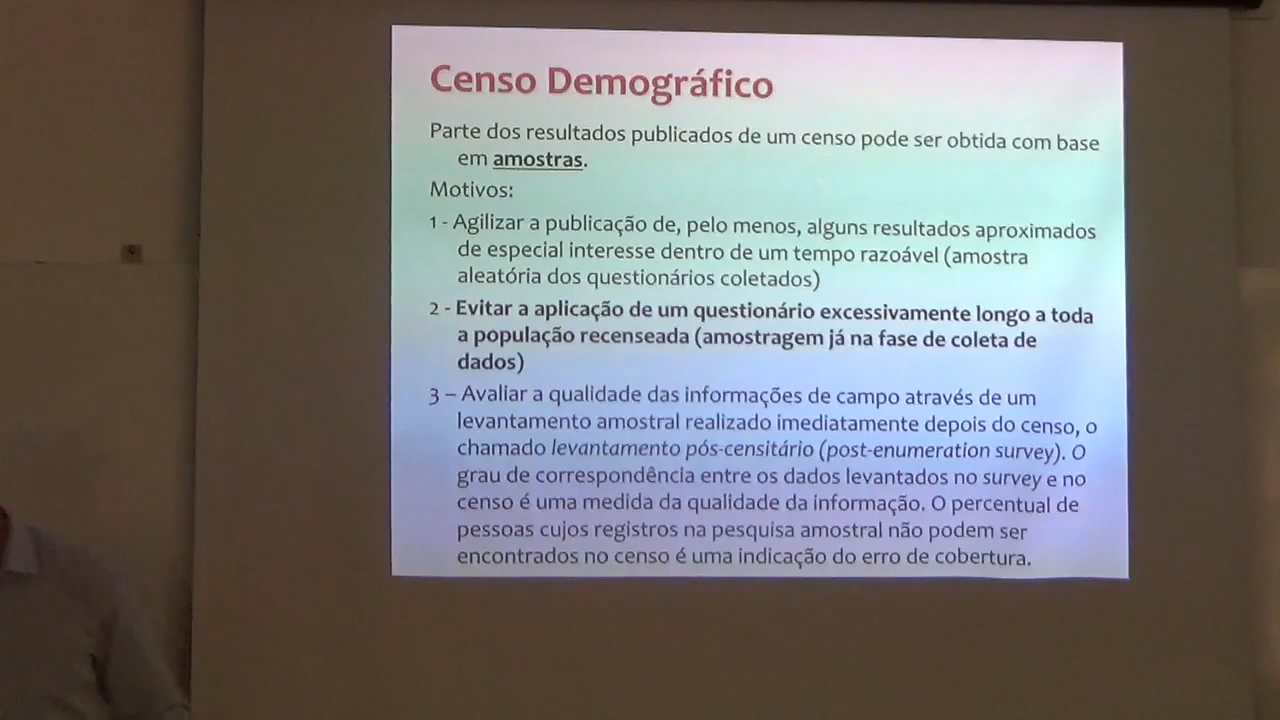 Censo Demográfico
Parte dos resultados publicados de um censo pode ser obtida com base
em amostras.
Motivos:
1 - Agilizar a publicação de, pelo menos, alguns resultados aproximados
de especial interesse dentro de um tempo razoável (amostra
aleatória dos questionários coletados)
2 - Evitar a aplicação de um questionário excessivamente longo a toda
a população recenseada (amostragem já na fase de coleta de
dados)
3 – Avaliar a qualidade das informações de campo através de um
levantamento amostral realizado imediatamente depois do censo, o
chamado levantamento pós-censitário (post-enumeration survey). O
grau de correspondência entre os dados levantados no survey e no
censo é uma medida da qualidade da informação. O percentual de
pessoas cujos registros na pesquisa amostral não podem ser
encontrados no censo é uma indicação do erro de cobertura.